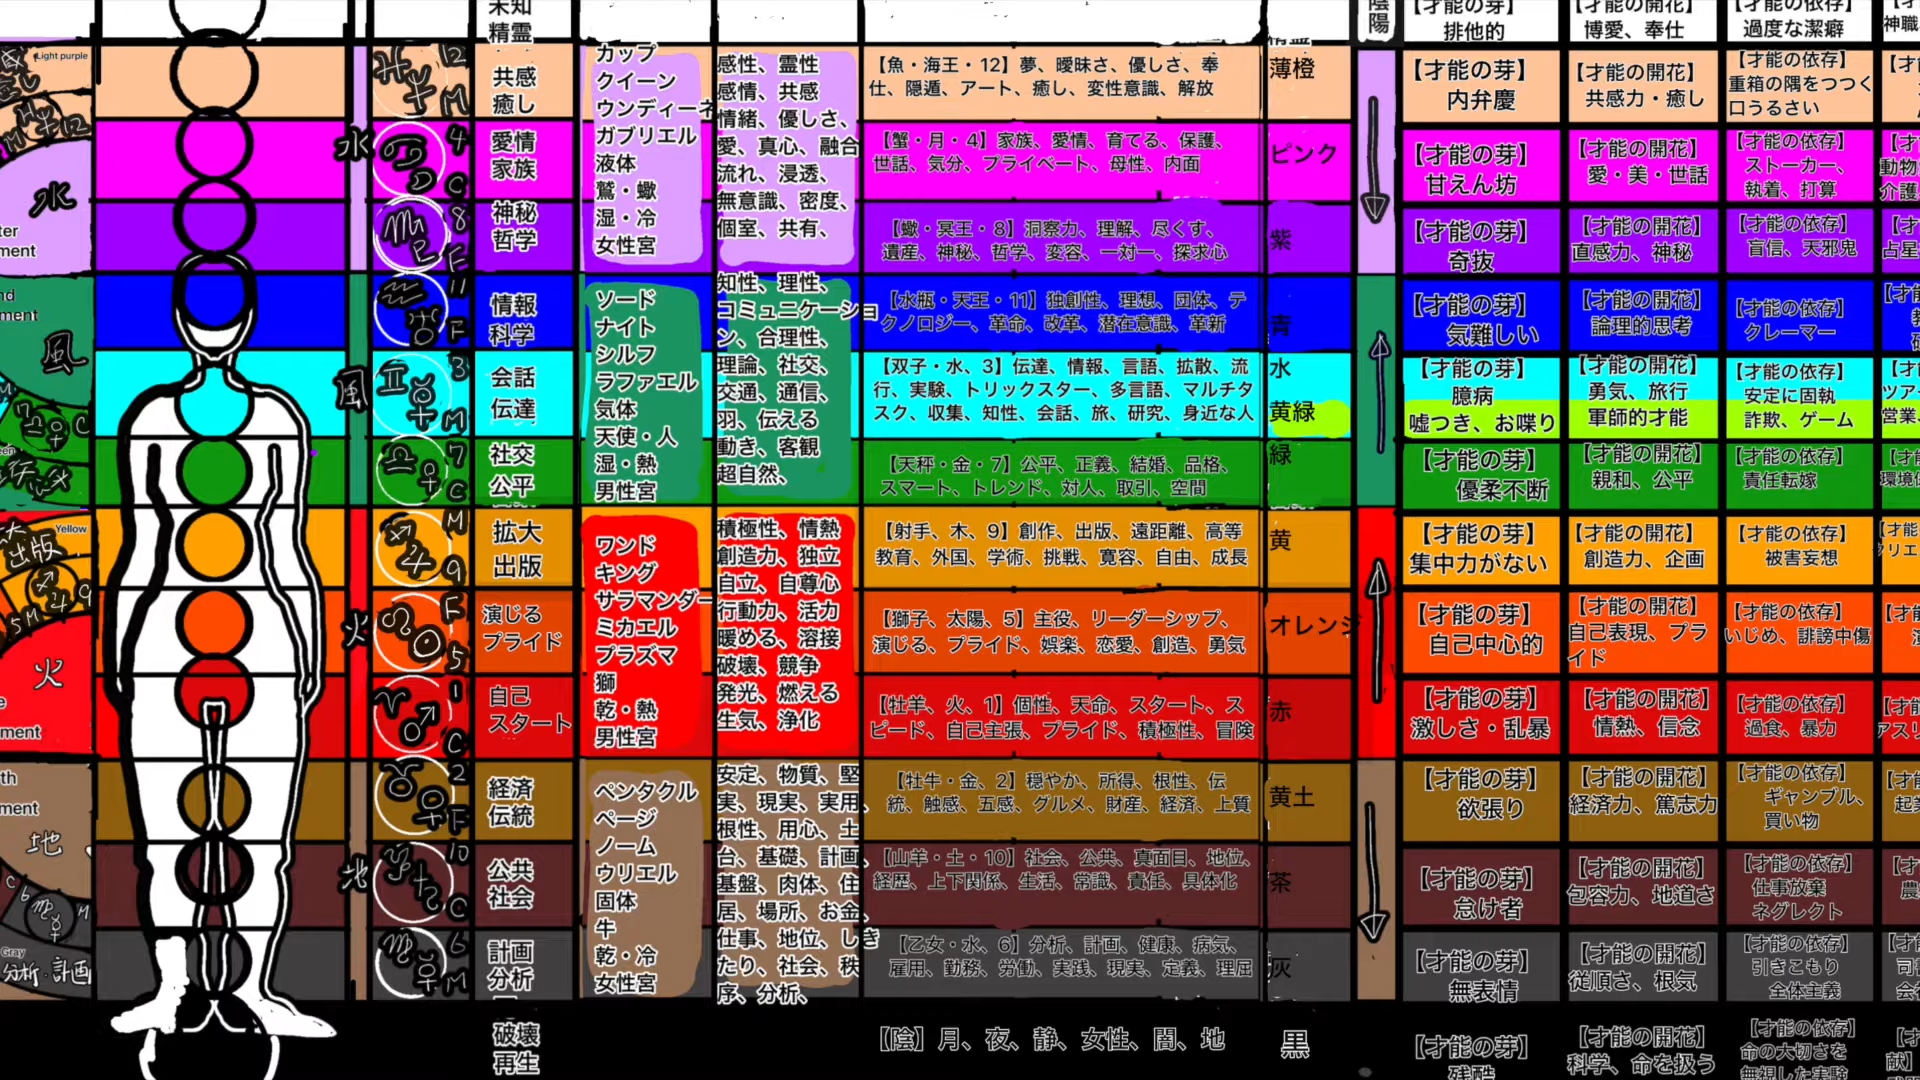 未知
精霊
陰陽
【才能の芽】
排他的
【才能の開花】
博愛、奉仕
【才能の依存】
過度な潔癖
神職
Light purple
12
M
共感
癒し
カップ
クイーン
ウンディーネ
ガブリエル
液体
鷲・蠍
湿・冷
女性宮
感性、霊性
感情、共感
情緒、優しさ、
愛、真心、融合
流れ、浸透、
無意識、密度、
個室、共有、
【魚・海王・12】夢、曖昧さ、優しさ、奉
仕、隠遁、アート、癒し、変性意識、解放
薄橙
【才能の芽】
内弁慶
【才能の開花】
共感力・癒し
【才能の依存】
重箱の隅をつつく
口うるさい
水
4
C
愛情
家族
【蟹・月・4】家族、愛情、育てる、保護、
世話、気分、プライベート、母性、内面
ピンク
【才能の芽】
甘えん坊
【才能の開花】
愛・美・世話
【才能の依存】
ストーカー、
執着、打算
動物
介護
水
8
F
神秘
哲学
【蠍・冥王・8】洞察力、理解、尽くす、
遺産、神秘、哲学、変容、一対一、探求心
紫
【才能の芽】
奇抜
【才能の開花】
直感力、神秘
【才能の依存】
盲信、天邪鬼
占星
ment
11
F
情報
科学
ソード
ナイト
シルフ
ラファエル
気体
天使・人
湿・熱
男性宮
知性、理性、
コミュニケーショ
ン、合理性、
理論、社交、
交通、通信、
羽、伝える
動き、客観
超自然、
【水瓶・天王・11】独創性、理想、団体、テ
クノロジー、革命、改革、潜在意識、革新
青
【才能の芽】
気難しい
【才能の開花】
論理的思考
【才能の依存】
クレーマー
ment
風
風
3
M
会話
伝達
【双子・水、3】伝達、情報、言語、拡散、流
行、実験、トリックスター、多言語、マルチタ
スク、収集、知性、会話、旅、研究、身近な人
水
黄緑
【才能の芽】
臆病
嘘つき、お喋り
【才能の開花】
勇気、旅行
軍師的才能
【才能の依存】
安定に固執
詐欺、ゲーム
ツアー
営業
7
C
社交
公平
【天秤・金・7】公平、正義、結婚、品格、
スマート、トレンド、対人、取引、空間
緑
【才能の芽】
優柔不断
【才能の開花】
親和、公平
【才能の依存】
責任転嫁
環境
Yellow
出版
M
9
拡大
出版
ワンド
キング
サラマンダー
ミカエル
プラズマ
獅
乾・熱
男性宮
積極性、情熱
創造力、独立
自立、自尊心
行動力、活力
暖める、溶接
破壊、競争
発光、燃える
生気、浄化
【射手、木、9】創作、出版、遠距離、高等
教育、外国、学術、挑戦、寛容、自由、成長
黄
【才能の芽】
集中力がない
【才能の開花】
創造力、企画
【才能の依存】
被害妄想
火
火
F
5
演じる
プライド
【獅子、太陽、5】主役、リーダーシップ、
演じる、プライド、娯楽、恋愛、創造、勇気
オレンジ
【才能の芽】
自己中心的
【才能の開花】
自己表現、プラ
イド
【才能の依存】
いじめ、誹謗中傷
ment
1
C
自己
スタート
【牡羊、火、1】個性、天命、スタート、ス
ピード、自己主張、プライド、積極性、冒険
赤
【才能の芽】
激しさ・乱暴
【才能の開花】
情熱、信念
【才能の依存】
過食、暴力
アスリ
ment
2
F
経済
伝統
ペンタクル
ページ
ノーム
ウリエル
固体
牛
乾・冷
女性宮
安定、物質、堅
実、現実、実用、
根性、用心、土
台、基礎、計画、
基盤、肉体、住
居、場所、お金、
仕事、地位、しき
たり、社会、秩
序、分析、
【牡牛・金、2】穏やか、所得、根性、伝
統、触感、五感、グルメ、財産、経済、上質
黄土
【才能の芽】
欲張り
【才能の開花】
経済力、篤志力
【才能の依存】
ギャンブル、
買い物
地
地
10
C
公共
社会
【山羊・土・10】社会、公共、真面目、地位、
経歴、上下関係、生活、常識、責任、具体化
茶
【才能の芽】
怠け者
【才能の開花】
包容力、地道さ
【才能の依存】
仕事放棄
ネグレクト
Gray
分析・計画
6
M
計画
分析
【乙女・水、6】分析、計画、健康、病気、
雇用、勤務、労働、実践、現実、定義、理屈
灰
【才能の芽】
無表情
【才能の開花】
従順さ、根気
【才能の依存】
引きこもり
全体主義
破壊
再生
【陰】月、夜、静、女性、闇、地
黒
【才能の芽】
残酷
【才能の開花】
科学、命を扱う
【才能の依存】
命の大切さを
無視した実験